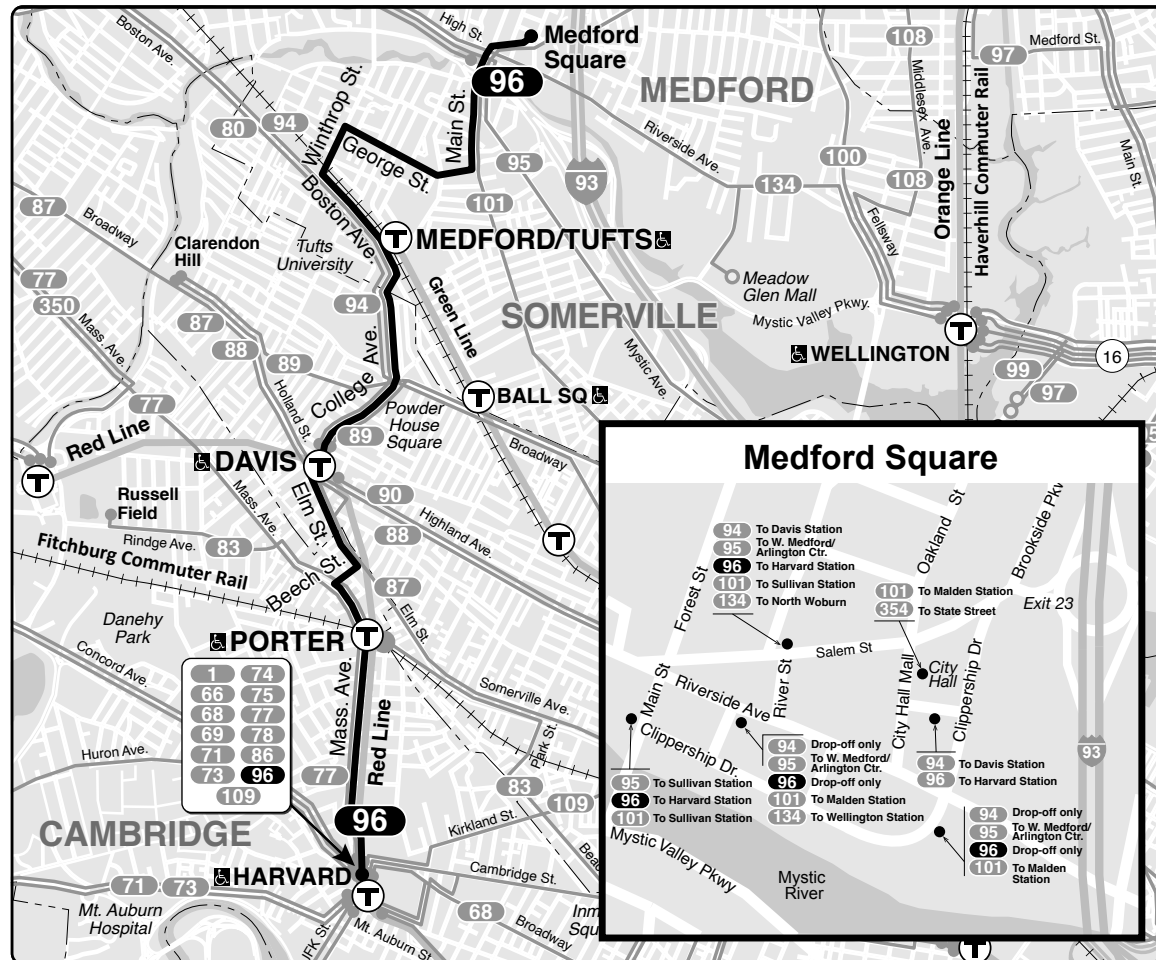 Boston Ave.
High St.
Medford
Square
96
MEDFORD
108
97
Medford St.
Middlesex Ave.
Haverhill Commuter Rail
Orange Line
Main St.
Winthrop St.
80
94
George St.
Main St.
95
Riverside Ave.
100
93
134
108
101
87
Broadway
Clarendon
Hill
Tufts
University
Boston Ave.
T
MEDFORD/TUFTS
Fellsway
Meadow
Glen Mall
77
350
94
Green Line
SOMERVILLE
Mystic Valley Pkwy.
Mass. Ave.
87
88
89
Holland St.
College Ave.
Mystic Ave.
T
WELLINGTON
16
99
97
77
T
BALL SQ
Powder
House
Square
89
Broadway
Red Line
T
DAVIS
T
Russell
Field
Rindge Ave.
83
Mass. Ave.
Elm St.
90
88
Highland Ave.
T
Fitchburg Commuter Rail
Beech St.
87
Elm St.
Danehy
Park
PORTER
T
Concord Ave.
1
74
66
75
68
77
69
78
71
86
73
96
109
Huron Ave.
Mass. Ave.
Red Line
77
Somerville Ave.
Park St.
83
109
CAMBRIDGE
96
Kirkland St.
Cambridge St.
HARVARD
T
71
73
Mt. Auburn
Hospital
JFK St.
Mt. Auburn St.
68
Broadway
T
Medford Square
94 To Davis Station
95 To W. Medford/
Arlington Ctr.
96 To Harvard Station
101 To Sullivan Station
134 To North Woburn
Forest St
Oakland St
Brookside Pkw
101 To Malden Station
354 To State Street
Exit 23
Salem St
Main St
Riverside Ave
River St
City Hall Mall
City
Hall
Clippership Dr
Clippership Dr.
93
95 To Sullivan Station
96 To Harvard Station
101 To Sullivan Station
94 Drop-off only
95 To W. Medford/
Arlington Ctr.
96 Drop-off only
101 To Malden Station
134 To Wellington Station
94 To Davis Station
96 To Harvard Station
94 Drop-off only
95 To W. Medford/
Arlington Ctr.
96 Drop-off only
101 To Malden
Station
Mystic Valley Pkwy
Mystic
River